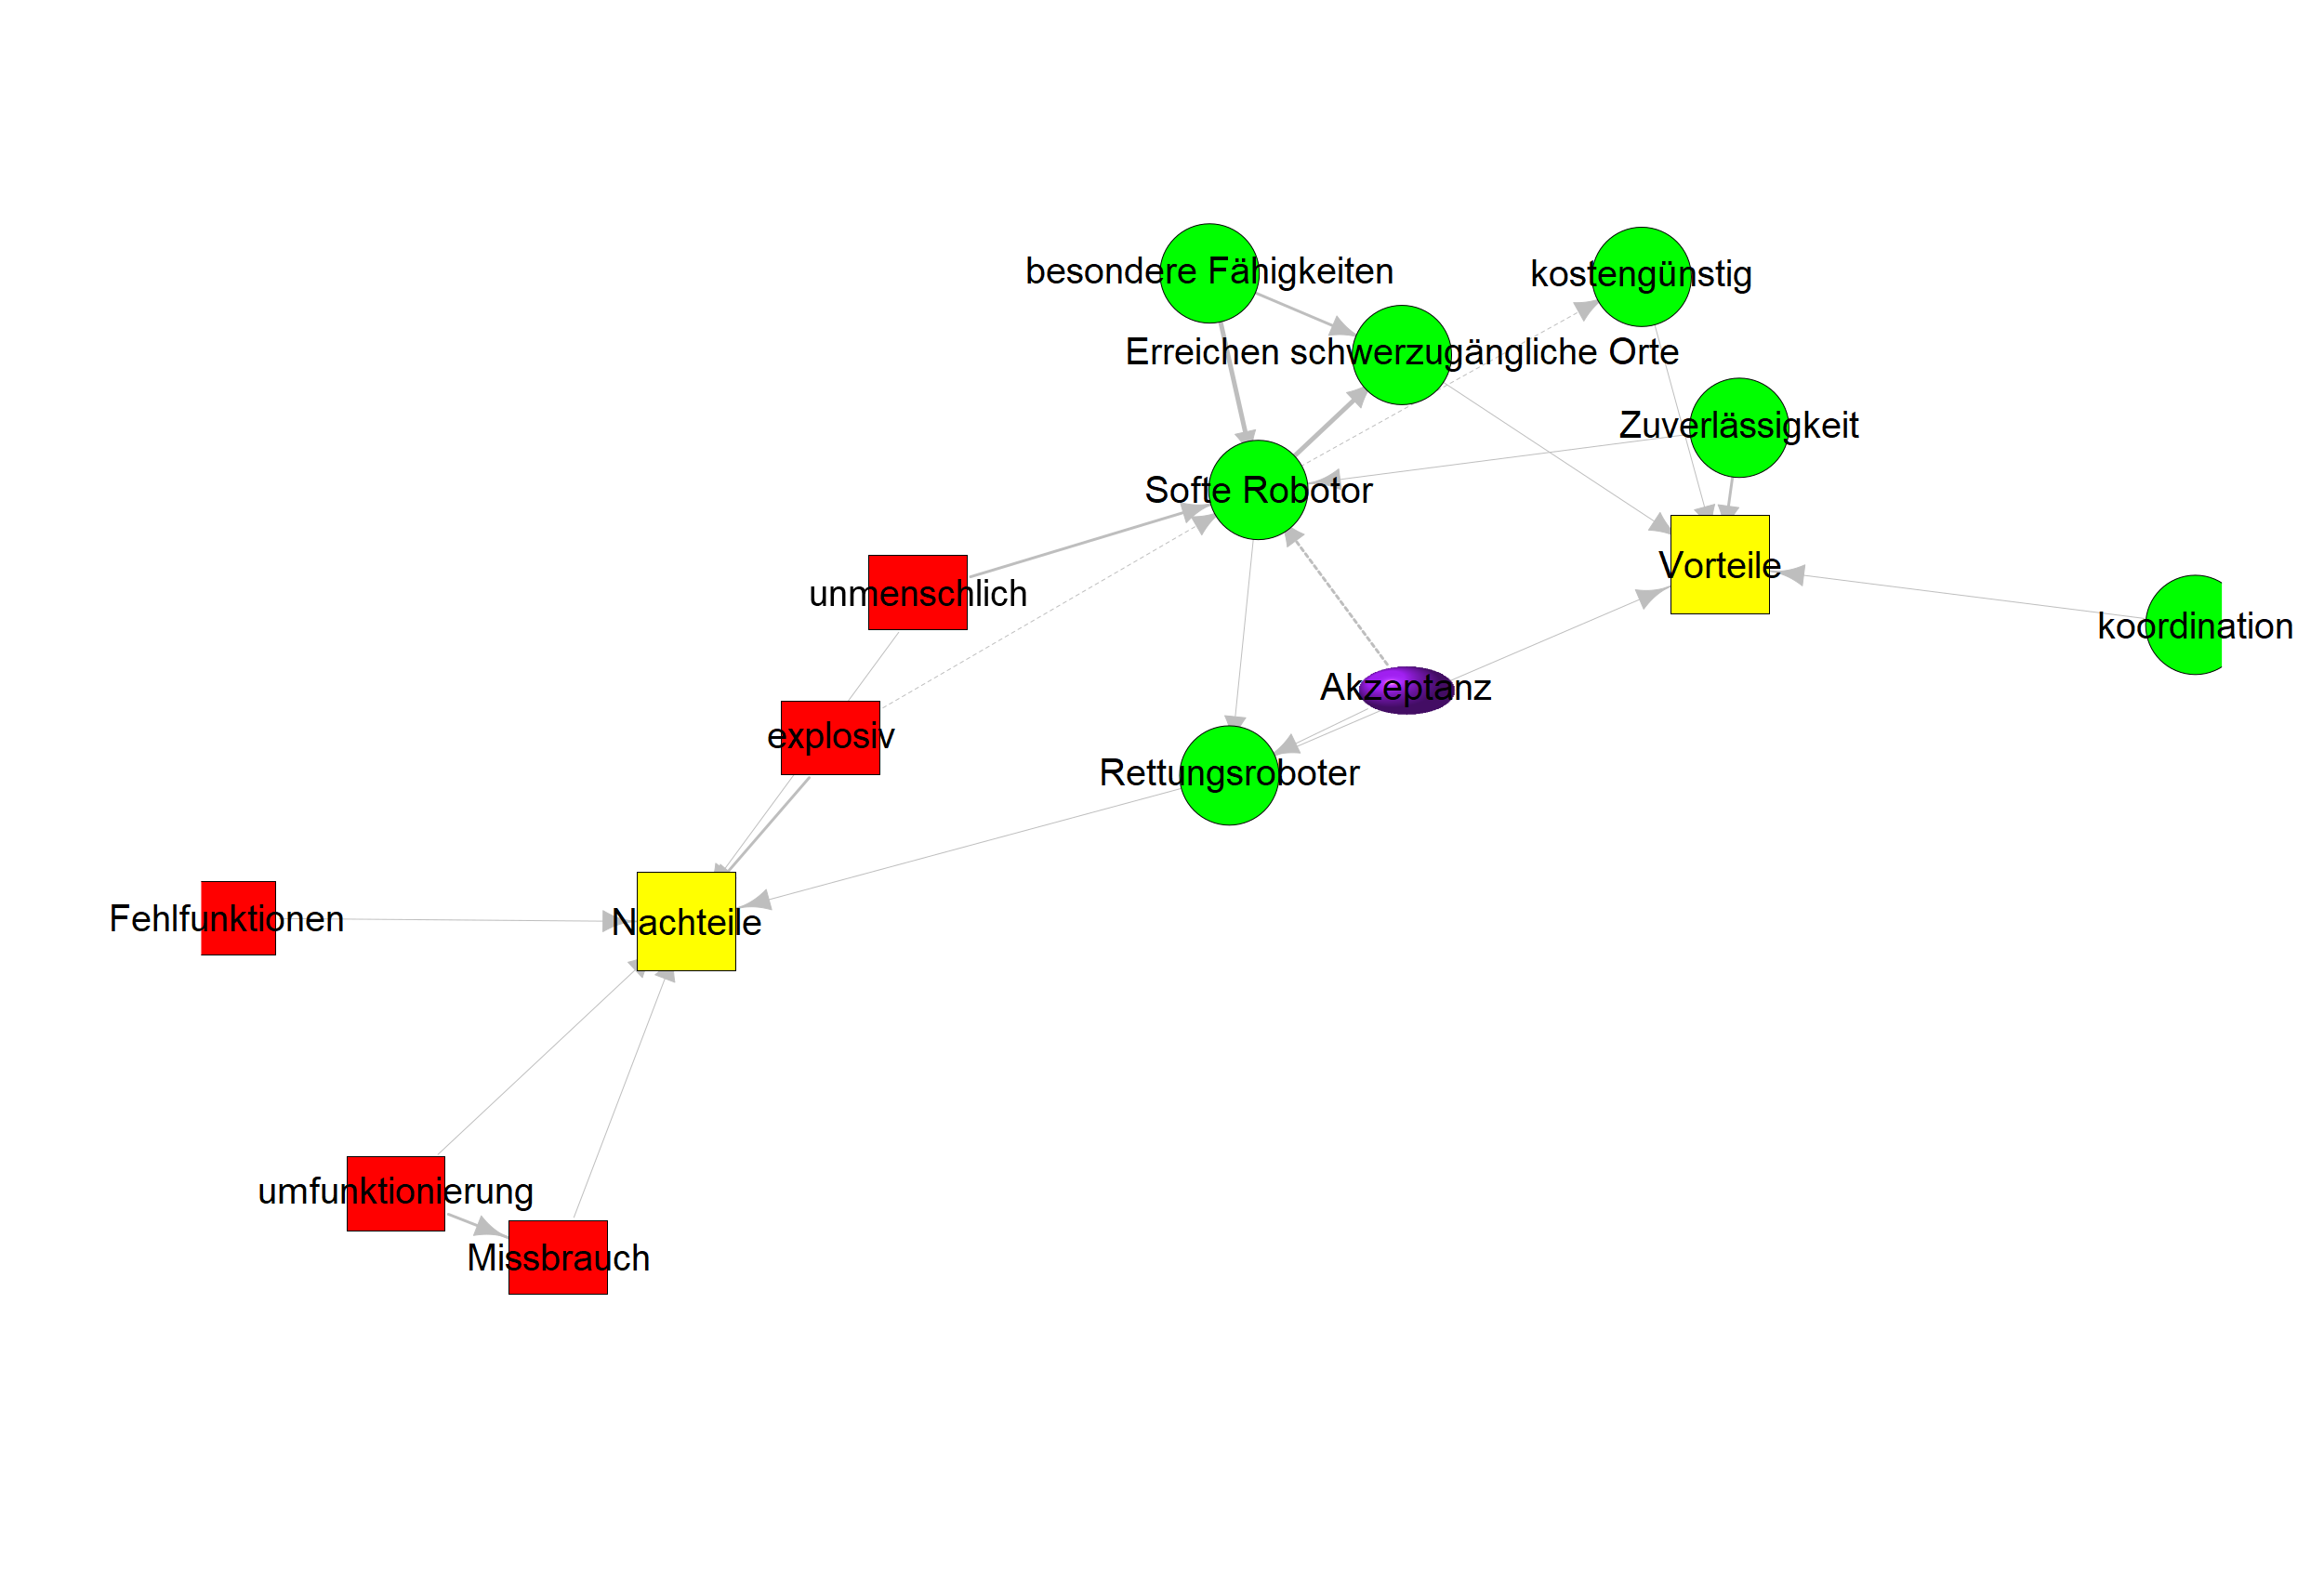 besondere Fähigkeiten
kostengünstig
Erreichen schwerzugängliche Orte
Zuverlässigkeit
Softe Robotor
Vorteile
unmenschlich
koordination
Akzeptanz
explosiv
Rettungsroboter
Fehlfunktionen
Nachteile
umfunktionierung
Missbrauch